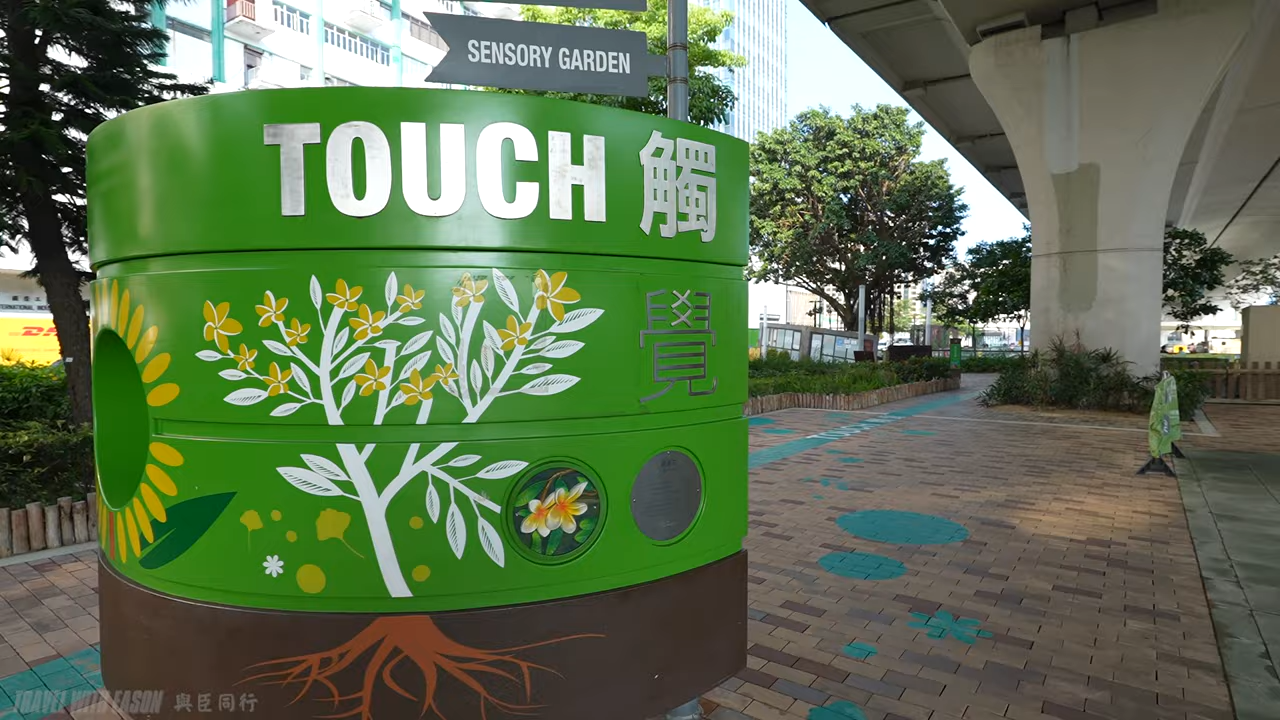 SENSORY GARDEN
TOUCH 觸
覺
DHL
TRAVEL WITH EASON 與臣同行